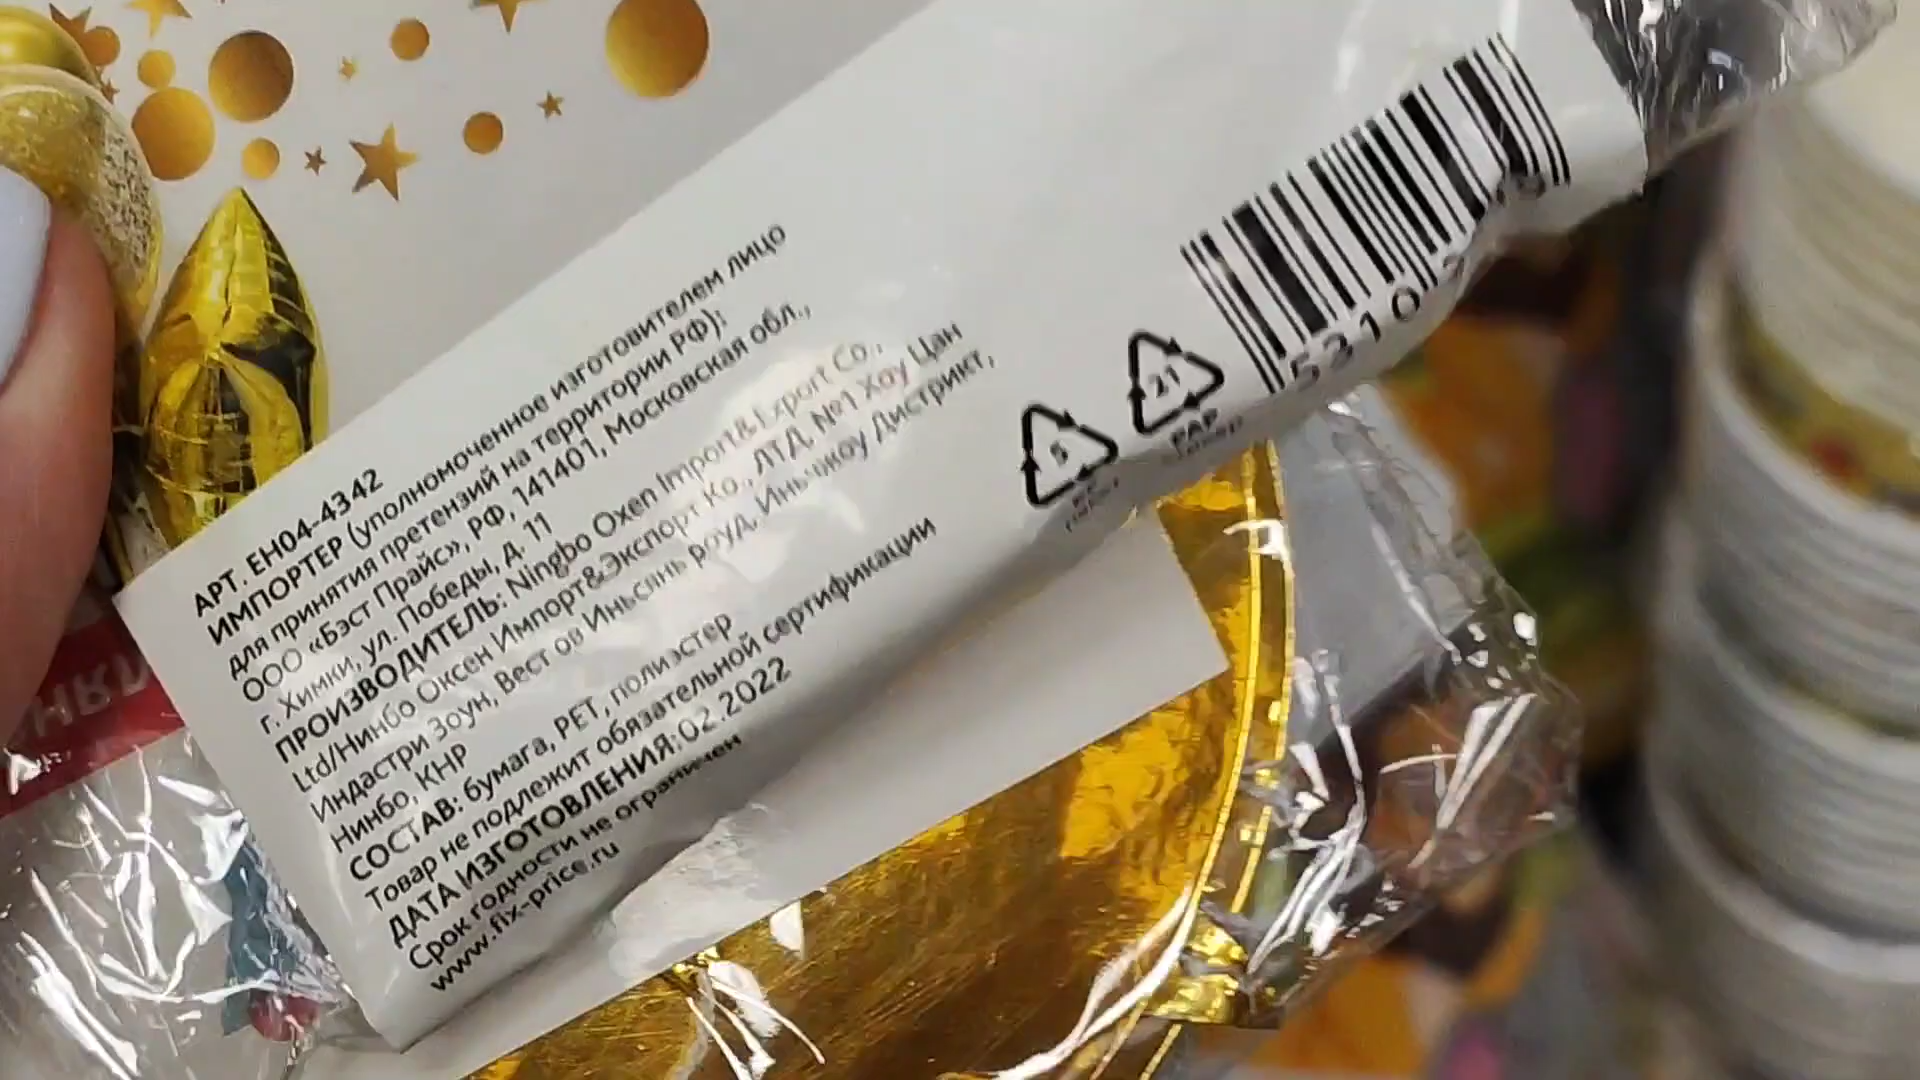 АРТ. EH04-4342
ИМПОРТЕР (уполномоченное изготовителем лицо
для принятия претензий на территории РФ):
ООО «Бэст Прайс», РФ, 141401, Московская обл.,
г. Химки, ул. Победы, д. 11
ПРОИЗВОДИТЕЛЬ: Ningbo Oxen Import&Export Co.,
Ltd/Нинбо Оксен Импорт&Экспорт Ко., ЛТД. №1 Хоу Цан
Индастри Зоун, Вест ов Иньсянь роуд, Иньчжоу Дистрикт,
Нинбо, КНР
СОСТАВ: бумага, PET, полиэстер
Товар не подлежит обязательной сертификации
ДАТА ИЗГОТОВЛЕНИЯ: 02.2022
Срок годности не ограничен
www.fix-price.ru
5
21
PAP